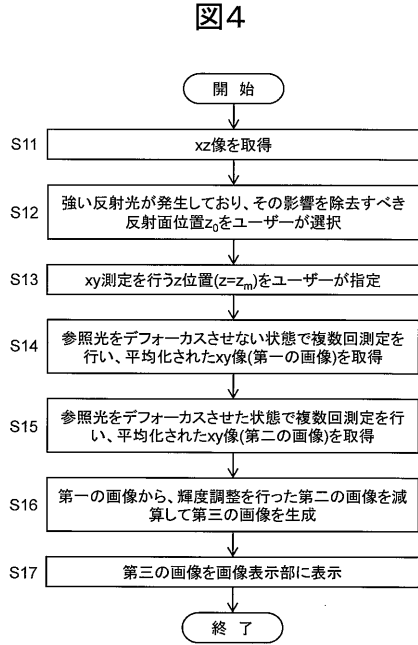 図4
開 始
S11
xz像を取得
S12
強い反射光が発生しており、その影響を除去すべき
反射面位置z₀をユーザーが選択
S13
xy測定を行うz位置(z=zₘ)をユーザーが指定
S14
参照光をデフォーカスさせない状態で複数回測定を
行い、平均化されたxy像(第一の画像)を取得
S15
参照光をデフォーカスさせた状態で複数回測定を行
い、平均化されたxy像(第二の画像)を取得
S16
第一の画像から、輝度調整を行った第二の画像を減
算して第三の画像を生成
S17
第三の画像を画像表示部に表示
終 了